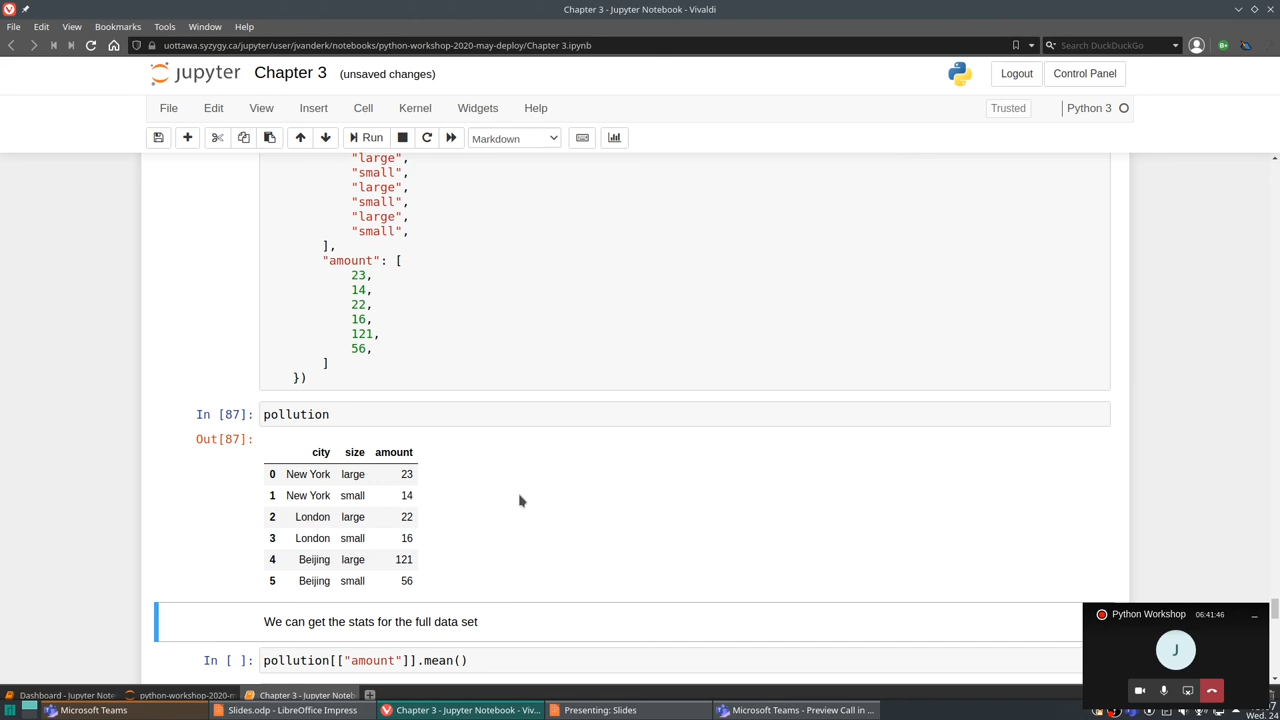 Chapter 3 - Jupyter Notebook - Vivaldi
File Edit View Bookmarks Tools Window Help
uottawa.syzygy.ca/jupyter/user/jvanderk/notebooks/python-workshop-2020-may-deploy/Chapter 3.ipynb
Search DuckDuckGo
jupyter Chapter 3 (unsaved changes)
Logout Control Panel
File Edit View Insert Cell Kernel Widgets Help
Trusted Python 3
Run Markdown
"large",
"small",
"large",
"small",
"large",
"small",
],
"amount": [
23,
14,
22,
16,
121,
56,
]
})
In [87]: pollution
Out[87]:
city size amount
0 New York large 23
1 New York small 14
2 London large 22
3 London small 16
4 Beijing large 121
5 Beijing small 56
We can get the stats for the full data set
In [ ]: pollution[["amount"]].mean()
Python Workshop 06:41:46
J
Dashboard - Jupyter Note
python-workshop-2020-m
Chapter 3 - Jupyter Noteb
Microsoft Teams
Slides.odp - LibreOffice Impress
Chapter 3 - Jupyter Notebook - Viv...
Presenting: Slides
Microsoft Teams - Preview Call in ...
Wed. 24